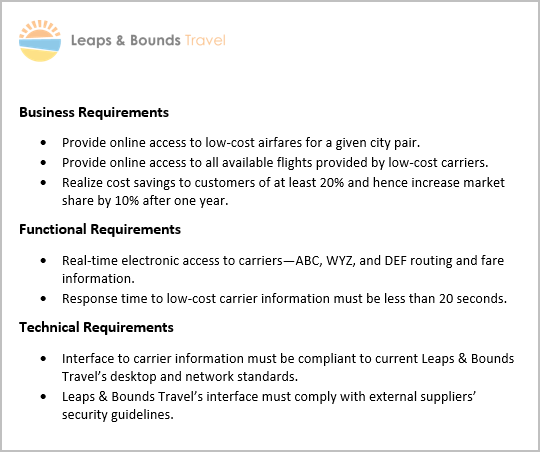 Leaps & Bounds Travel
Business Requirements
• Provide online access to low-cost airfares for a given city pair.
• Provide online access to all available flights provided by low-cost carriers.
• Realize cost savings to customers of at least 20% and hence increase market
share by 10% after one year.
Functional Requirements
• Real-time electronic access to carriers—ABC, WYZ, and DEF routing and fare
information.
• Response time to low-cost carrier information must be less than 20 seconds.
Technical Requirements
• Interface to carrier information must be compliant to current Leaps & Bounds
Travel’s desktop and network standards.
• Leaps & Bounds Travel’s interface must comply with external suppliers’
security guidelines.